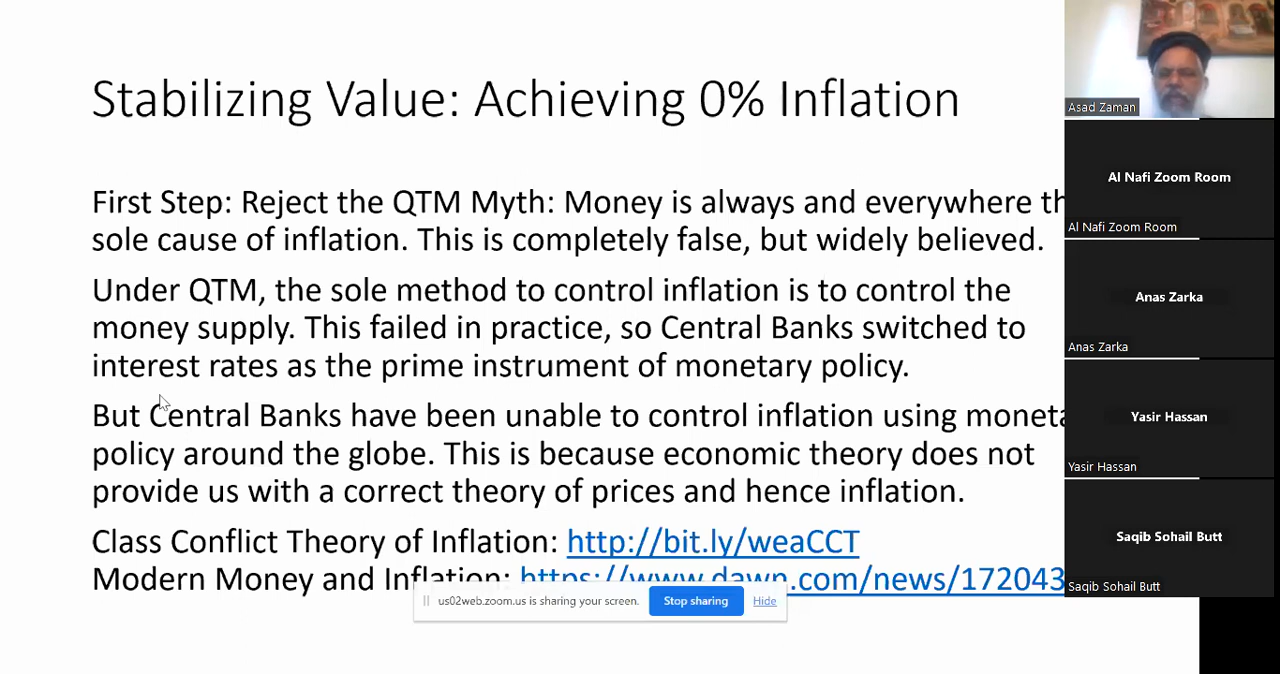 Stabilizing Value: Achieving 0% Inflation
First Step: Reject the QTM Myth: Money is always and everywhere th
sole cause of inflation. This is completely false, but widely believed.
Under QTM, the sole method to control inflation is to control the
money supply. This failed in practice, so Central Banks switched to
interest rates as the prime instrument of monetary policy.
But Central Banks have been unable to control inflation using moneta
policy around the globe. This is because economic theory does not
provide us with a correct theory of prices and hence inflation.
Class Conflict Theory of Inflation: http://bit.ly/weaCCT
Modern Money and Inflation: https://www.dawn.com/news/172043
us02web.zoom.us is sharing your screen. Stop sharing Hide
Asad Zaman
Al Nafi Zoom Room
Al Nafi Zoom Room
Anas Zarka
Anas Zarka
Yasir Hassan
Yasir Hassan
Saqib Sohail Butt
Saqib Sohail Butt